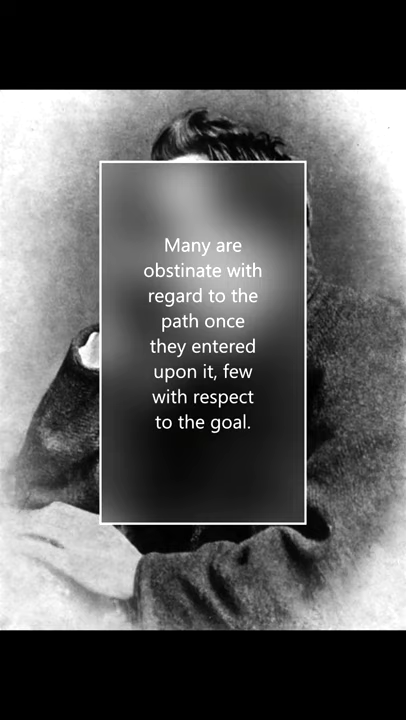 Many are
obstinate with
regard to the
path once
they entered
upon it, few
with respect
to the goal.